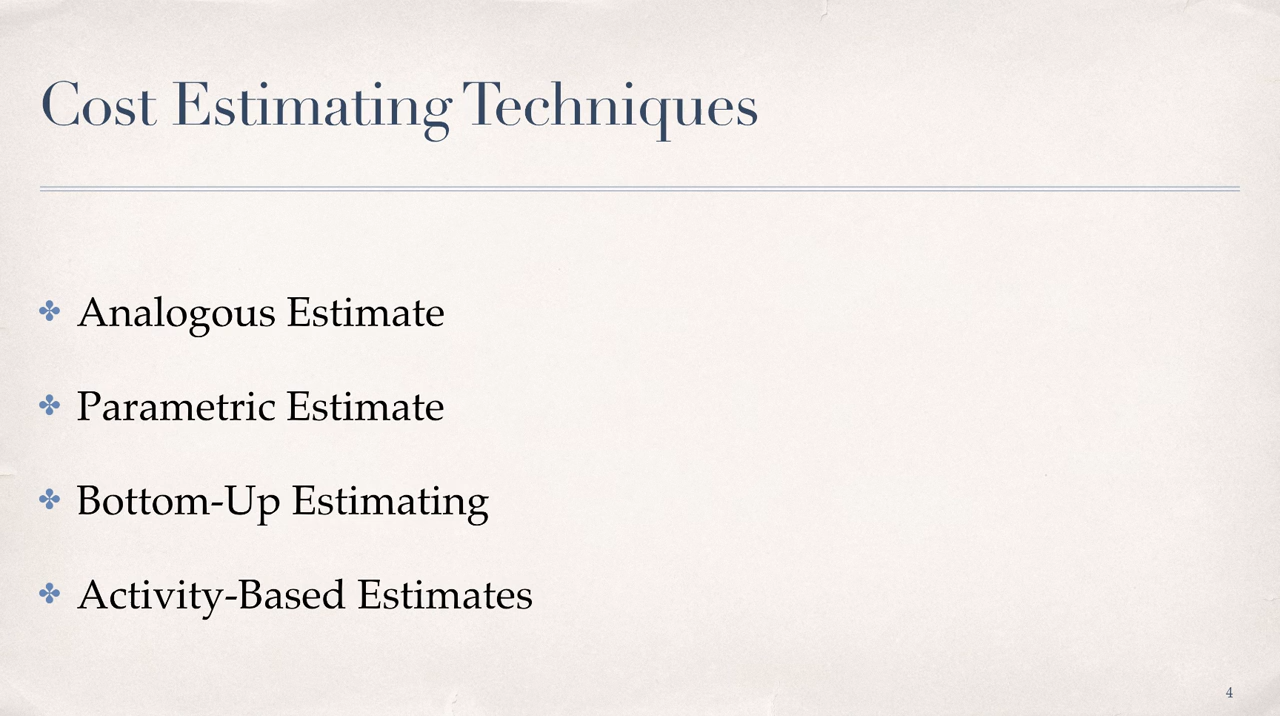 Cost Estimating Techniques
✤ Analogous Estimate
✤ Parametric Estimate
✤ Bottom-Up Estimating
✤ Activity-Based Estimates
4